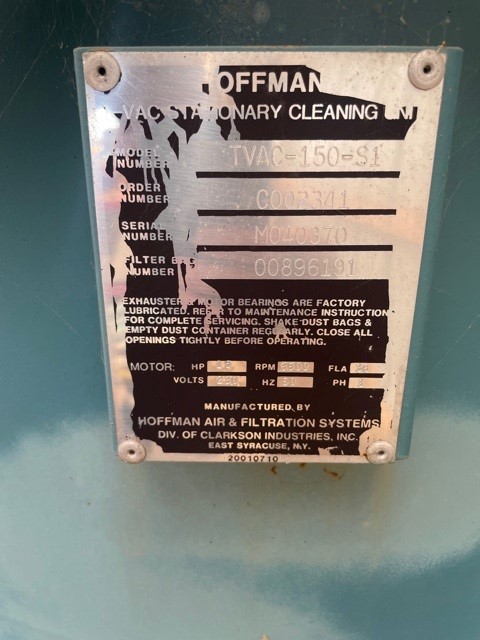 OFFMAN
VAC STATIONARY CLEANING
MODEL NUMBER TVAC-150-S1
ORDER NUMBER C002341
SERIAL NUMBER M040370
FILTER BAG NUMBER 00896191
EXHAUSTER & MOTOR BEARINGS ARE FACTORY
LUBRICATED. REFER TO MAINTENANCE INSTRUCTION
FOR COMPLETE SERVICING. SHAKE DUST BAGS &
EMPTY DUST CONTAINER REGULARLY. CLOSE ALL
OPENINGS TIGHTLY BEFORE OPERATING.
MOTOR: HP RPM FLA
VOLTS HZ PH
MANUFACTURED BY
HOFFMAN AIR & FILTRATION SYSTEMS
DIV. OF CLARKSON INDUSTRIES, INC.
EAST SYRACUSE, N.Y.
20010710